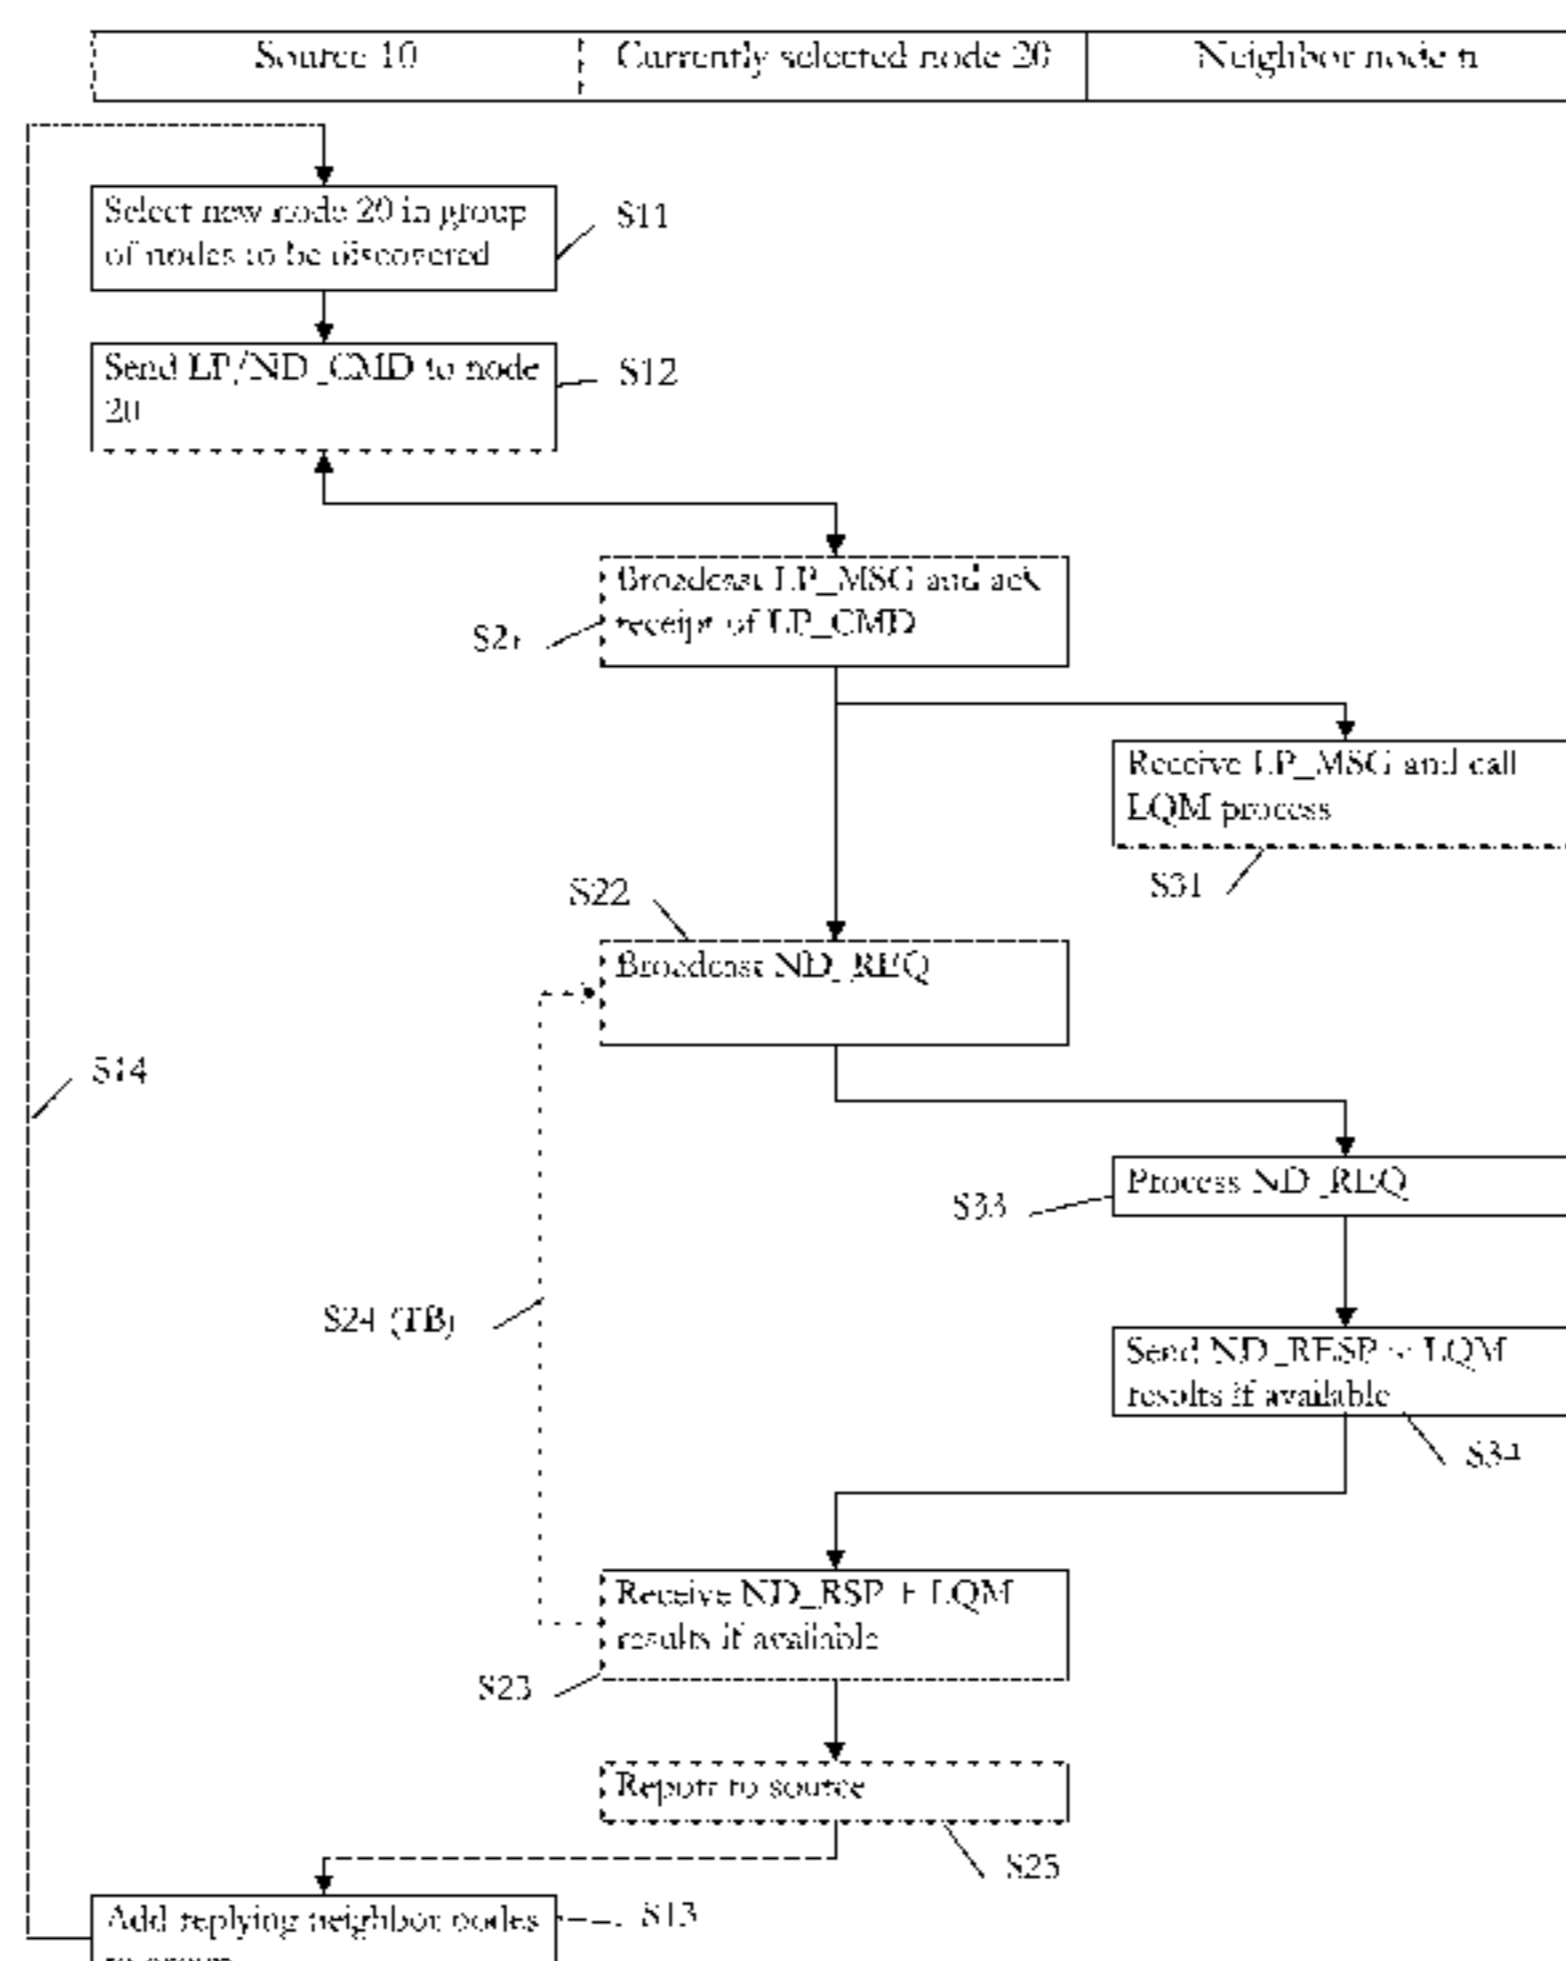 Source 10
Currently selected node 20
Neighbor node n
Select new node 20 in group
of nodes to be discovered
S11
Send LP/ND_CMD to node
20
S12
Broadcast LP_MSG and ack
receipt of LP_CMD
S21
Receive LP_MSG and call
LQM process
S31
S22
Broadcast ND_REQ
S14
Process ND_REQ
S33
S24 (TB)
Send ND_RESP + LQM
results if available
S34
Receive ND_RSP + LQM
results if available
S23
Report to source
S25
Add replying neighbor nodes
S13